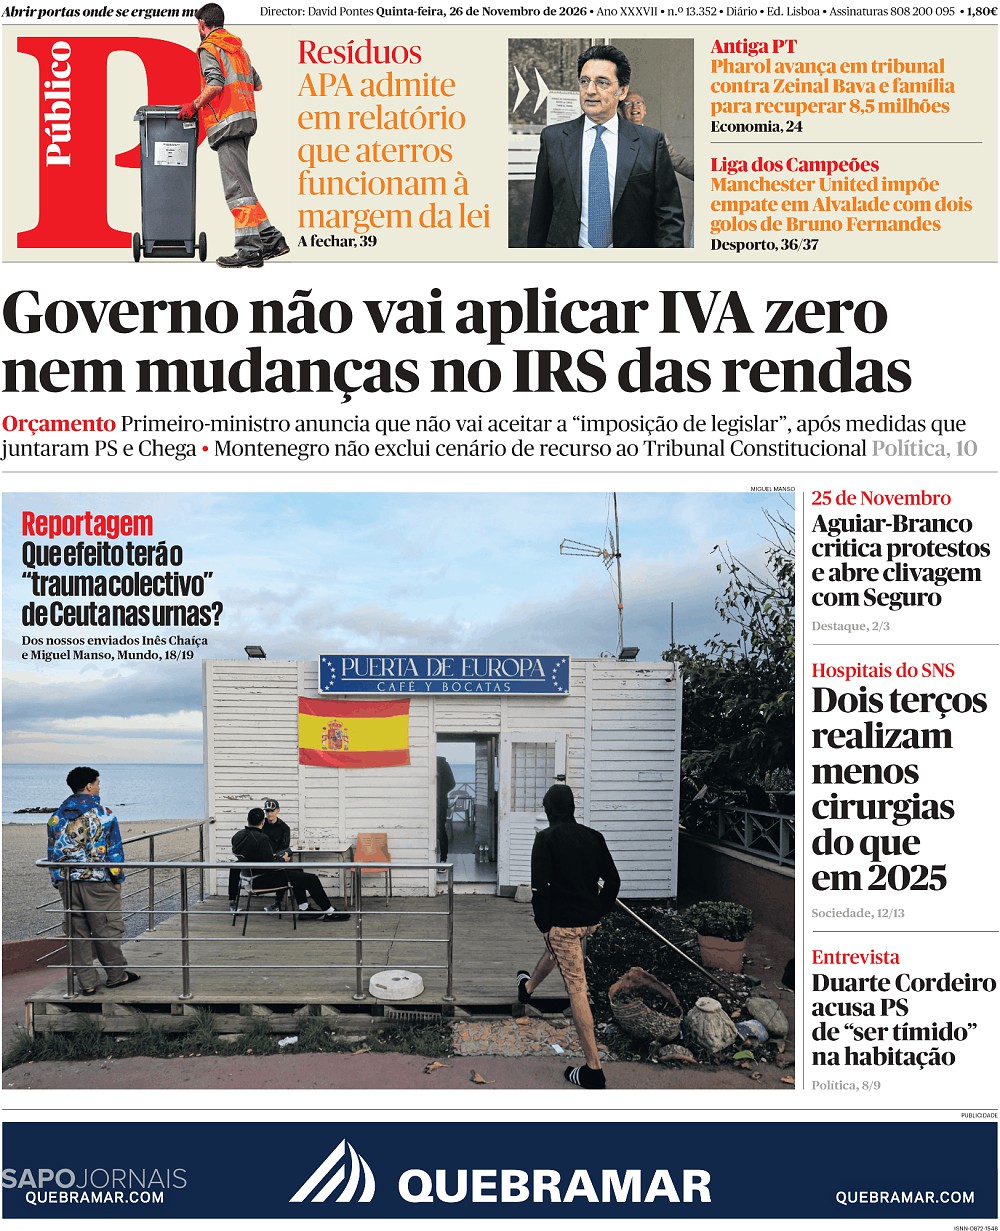 Abrir portas onde se erguem mu
Director: David Pontes Quinta-feira, 26 de Novembro de 2026 • Ano XXXVII • n.º 13.352 • Diário • Ed. Lisboa • Assinaturas 808 200 095 • 1,80€
Público
P
Resíduos
APA admite
em relatório
que aterros
funcionam à
margem da lei
A fechar, 39
Antiga PT
Pharol avança em tribunal
contra Zeinal Bava e família
para recuperar 8,5 milhões
Economia, 24
Liga dos Campeões
Manchester United impõe
empate em Alvalade com dois
golos de Bruno Fernandes
Desporto, 36/37
Governo não vai aplicar IVA zero
nem mudanças no IRS das rendas
Orçamento Primeiro-ministro anuncia que não vai aceitar a “imposição de legislar”, após medidas que
juntaram PS e Chega • Montenegro não exclui cenário de recurso ao Tribunal Constitucional Política, 10
MIGUEL MANSO
Reportagem
Que efeito terá o
“trauma colectivo”
de Ceuta nas urnas?
Dos nossos enviados Inês Chaíça
e Miguel Manso, Mundo, 18/19
PUERTA DE EUROPA
CAFÉ Y BOCATAS
25 de Novembro
Aguiar-Branco
critica protestos
e abre clivagem
com Seguro
Destaque, 2/3
Hospitais do SNS
Dois terços
realizam
menos
cirurgias
do que
em 2025
Sociedade, 12/13
Entrevista
Duarte Cordeiro
acusa PS
de “ser tímido”
na habitação
Política, 8/9
PUBLICIDADE
SAPOJORNAIS
QUEBRAMAR.COM
QUEBRAMAR
QUEBRAMAR.COM
ISNN-0872-1548